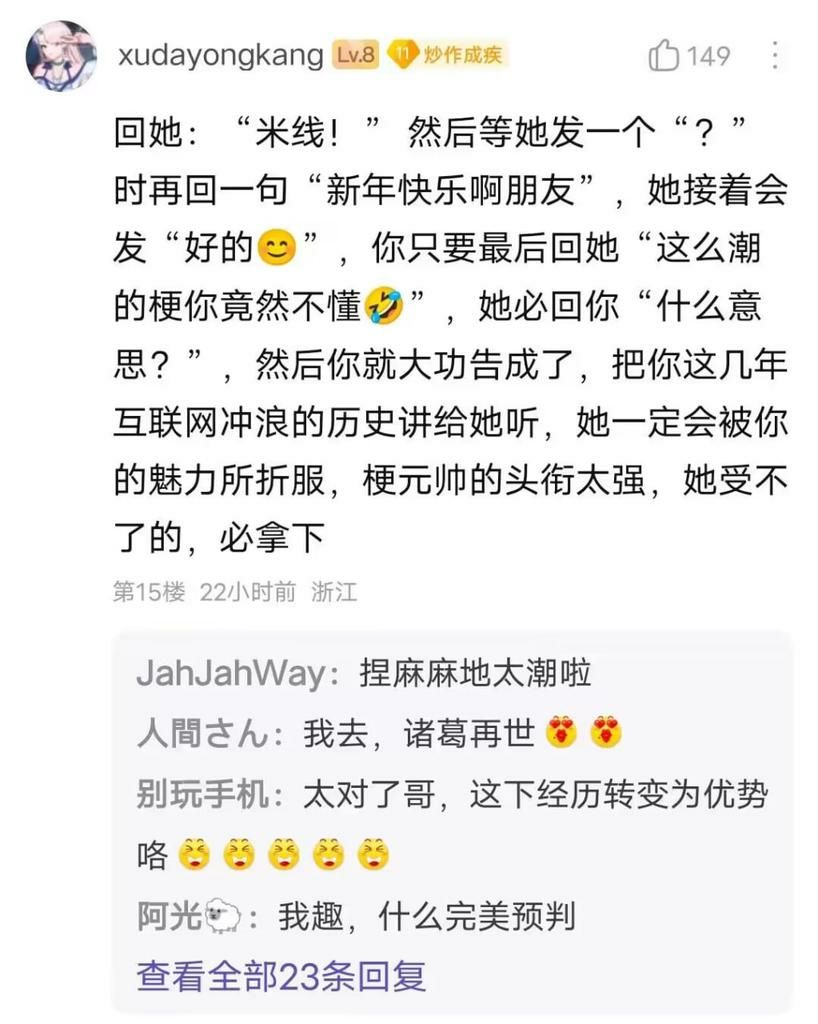 xudayongkang Lv.8 11 炒作成疾 149
回她：“米线！” 然后等她发一个“？”
时再回一句“新年快乐啊朋友”，她接着会
发“好的😊”，你只要最后回她“这么潮
的梗你竟然不懂🤣”，她必回你“什么意
思？”，然后你就大功告成了，把你这几年
互联网冲浪的历史讲给她听，她一定会被你
的魅力所折服，梗元帅的头衔太强，她受不
了的，必拿下
第15楼 22小时前 浙江
JahJahWay：捏麻麻地太潮啦
人間さん：我去，诸葛再世😍😍
别玩手机：太对了哥，这下经历转变为优势
咯😆😆😆😆😆
阿光🐑：我趣，什么完美预判
查看全部23条回复